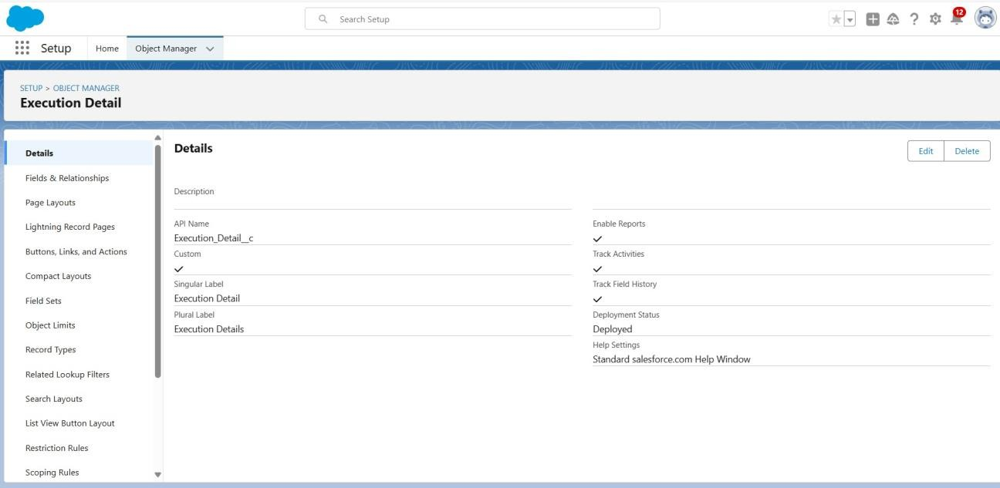 Search Setup
12
Setup
Home
Object Manager
SETUP > OBJECT MANAGER
Execution Detail
Details
Fields & Relationships
Page Layouts
Lightning Record Pages
Buttons, Links, and Actions
Compact Layouts
Field Sets
Object Limits
Record Types
Related Lookup Filters
Search Layouts
List View Button Layout
Restriction Rules
Scoping Rules
Details
Edit
Delete
Description
API Name
Execution_Detail__c
Custom
Singular Label
Execution Detail
Plural Label
Execution Details
Enable Reports
Track Activities
Track Field History
Deployment Status
Deployed
Help Settings
Standard salesforce.com Help Window